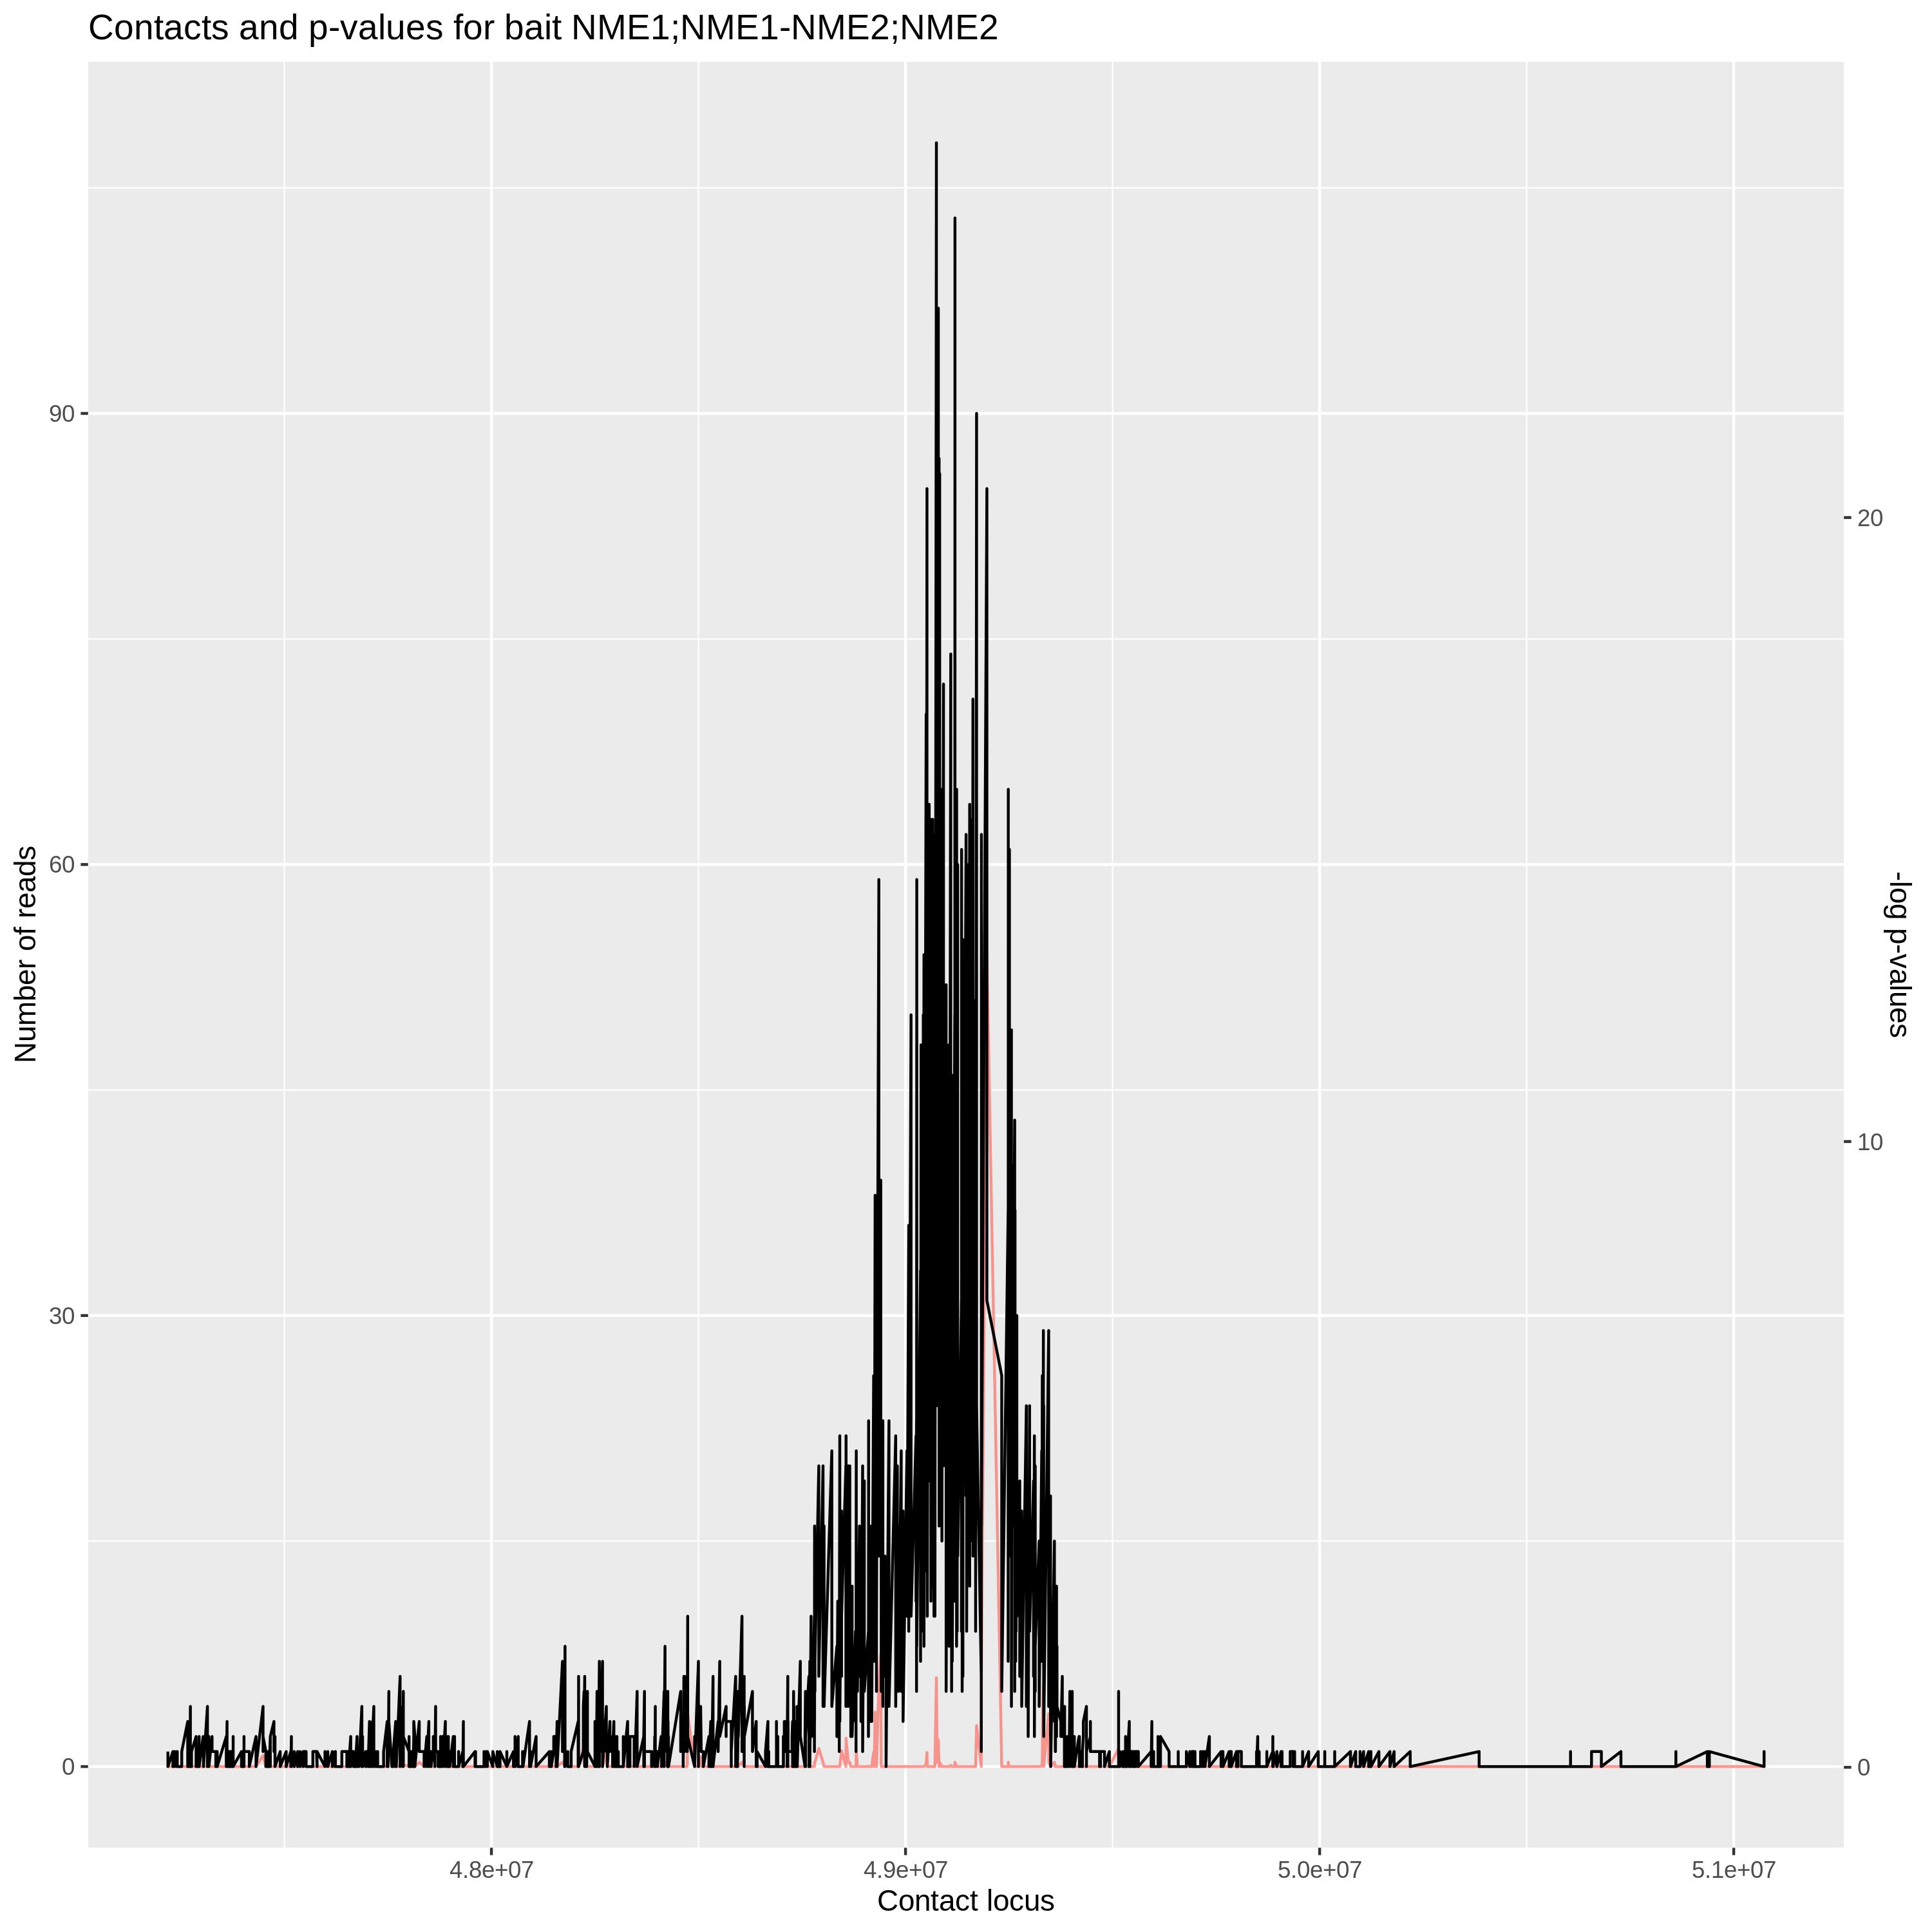 Contacts and p-values for bait NME1;NME1-NME2;NME2
Number of reads
90
60
30
0
20
10
0
-log p-values
4.8e+07
4.9e+07
5.0e+07
5.1e+07
Contact locus